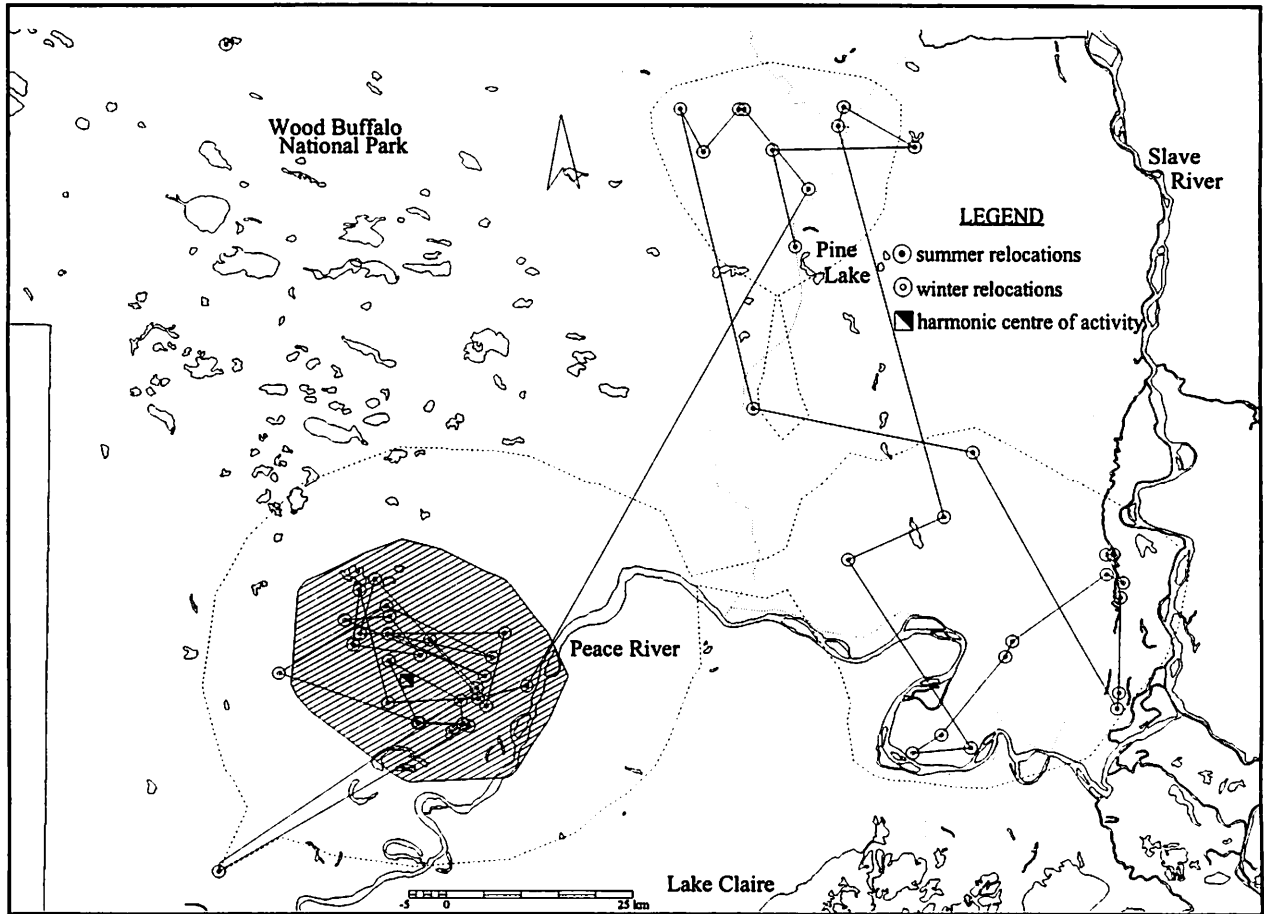 Wood Buffalo
National Park
Slave
River
LEGEND
summer relocations
winter relocations
harmonic centre of activity
Pine
Lake
Peace River
Lake Claire
-5 0 25 km